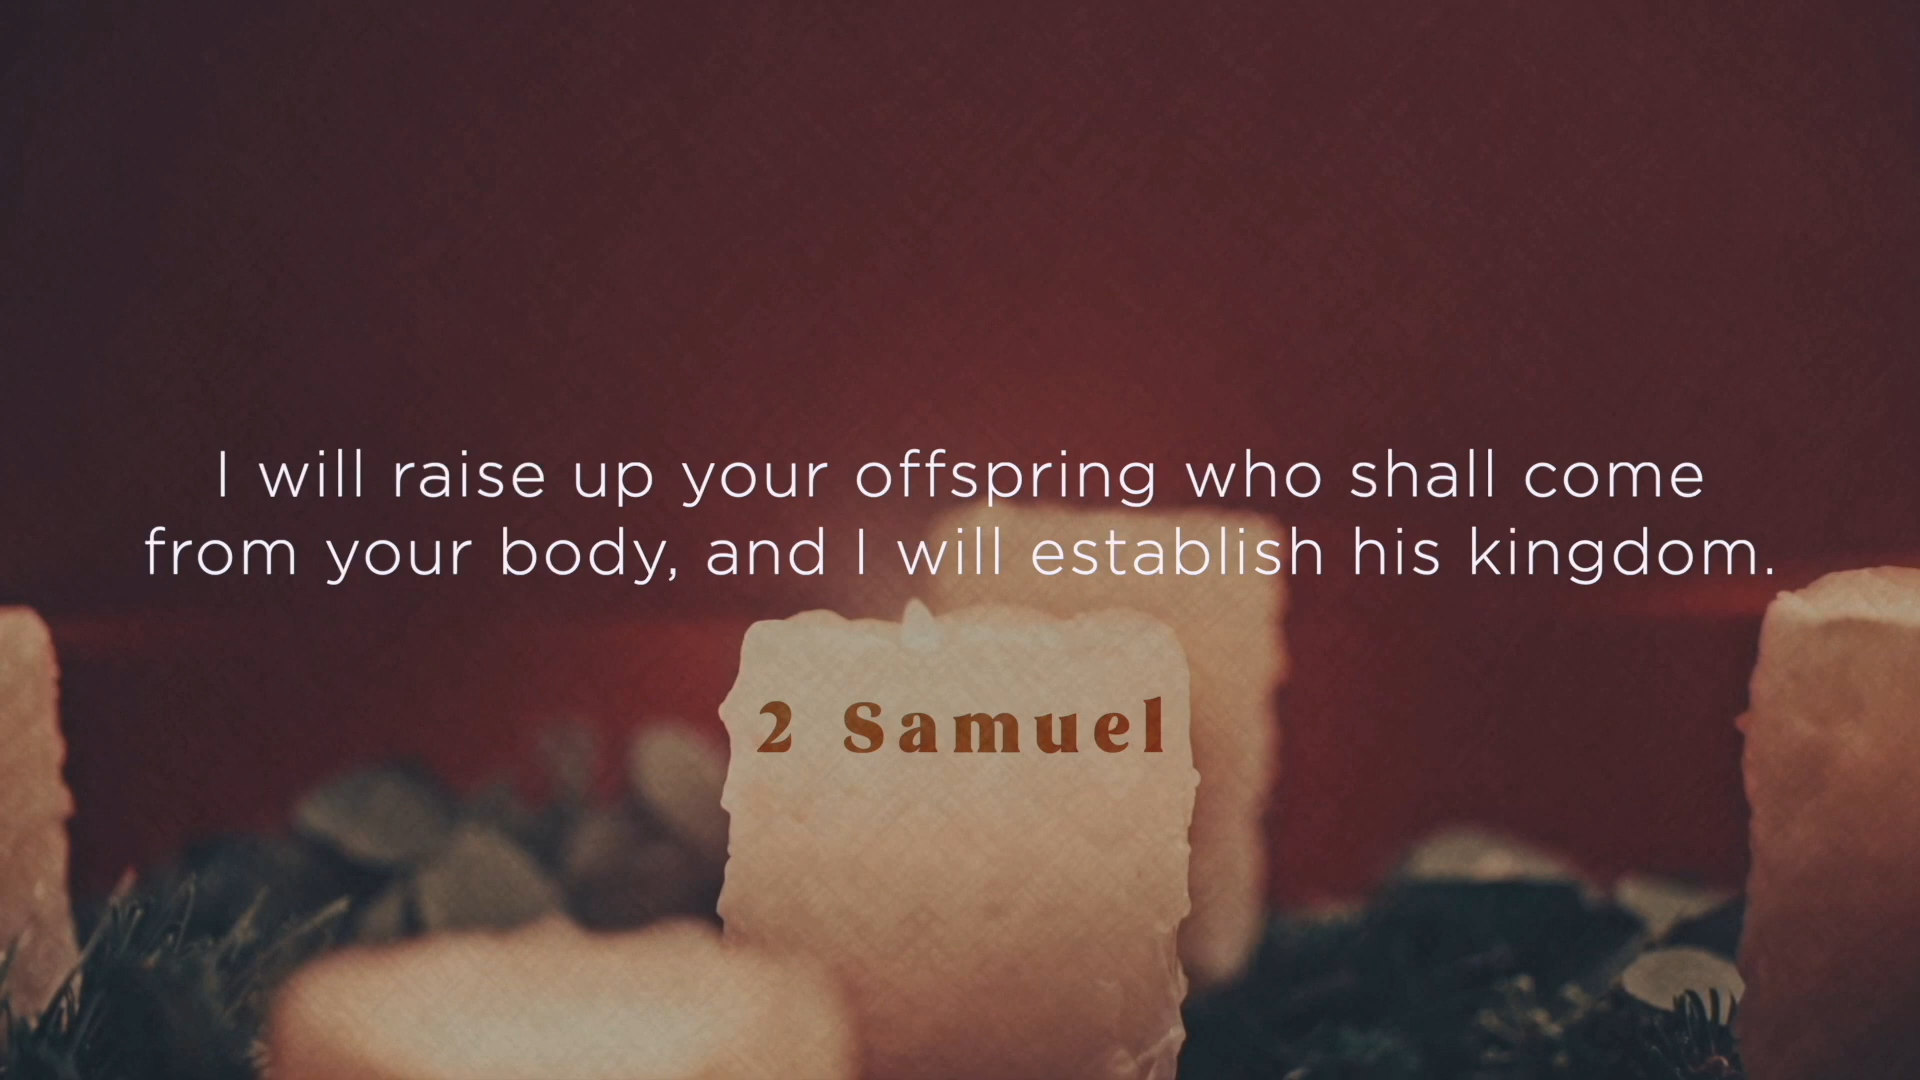 I will raise up your offspring who shall come
from your body, and I will establish his kingdom.
2 Samuel